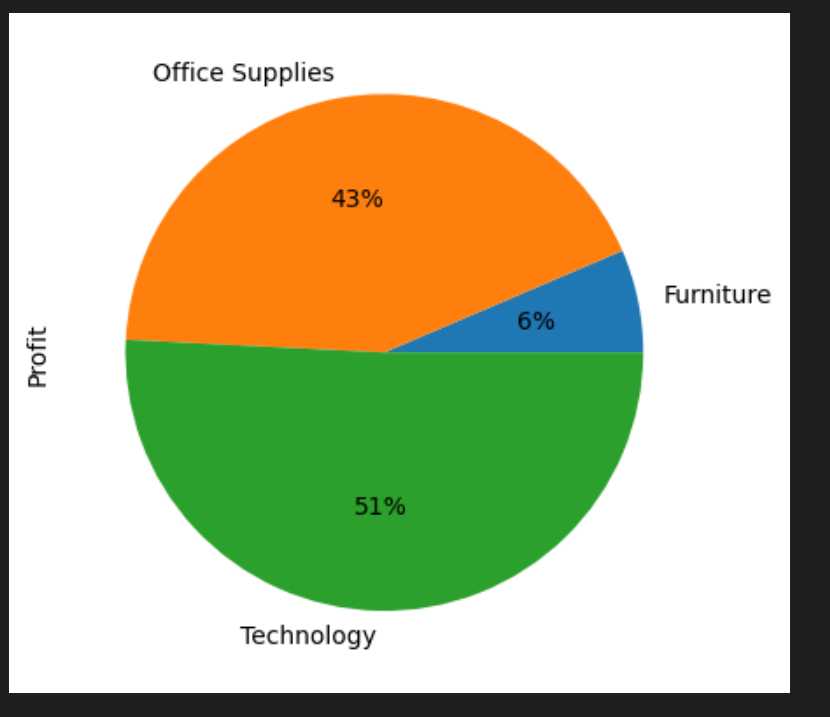 Office Supplies
43%
Furniture
6%
Profit
51%
Technology